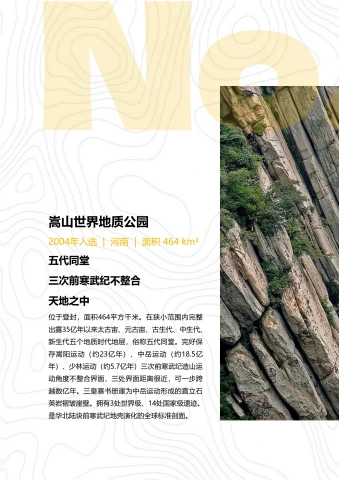 No
嵩山世界地质公园
2004年入选 | 河南 | 面积 464 km²
五代同堂
三次前寒武纪不整合
天地之中
位于登封，面积464平方千米。在狭小范围内完整
出露35亿年以来太古宙、元古宙、古生代、中生代、
新生代五个地质时代地层，俗称五代同堂。完好保
存嵩阳运动（约23亿年）、中岳运动（约18.5亿
年）、少林运动（约5.7亿年）三次前寒武纪造山运
动角度不整合界面，三处界面距离很近，可一步跨
越数亿年。三皇寨书册崖为中岳运动形成的直立石
英岩褶皱崖壁。拥有3处世界级、14处国家级遗迹。
是华北陆块前寒武纪地壳演化的全球标准剖面。